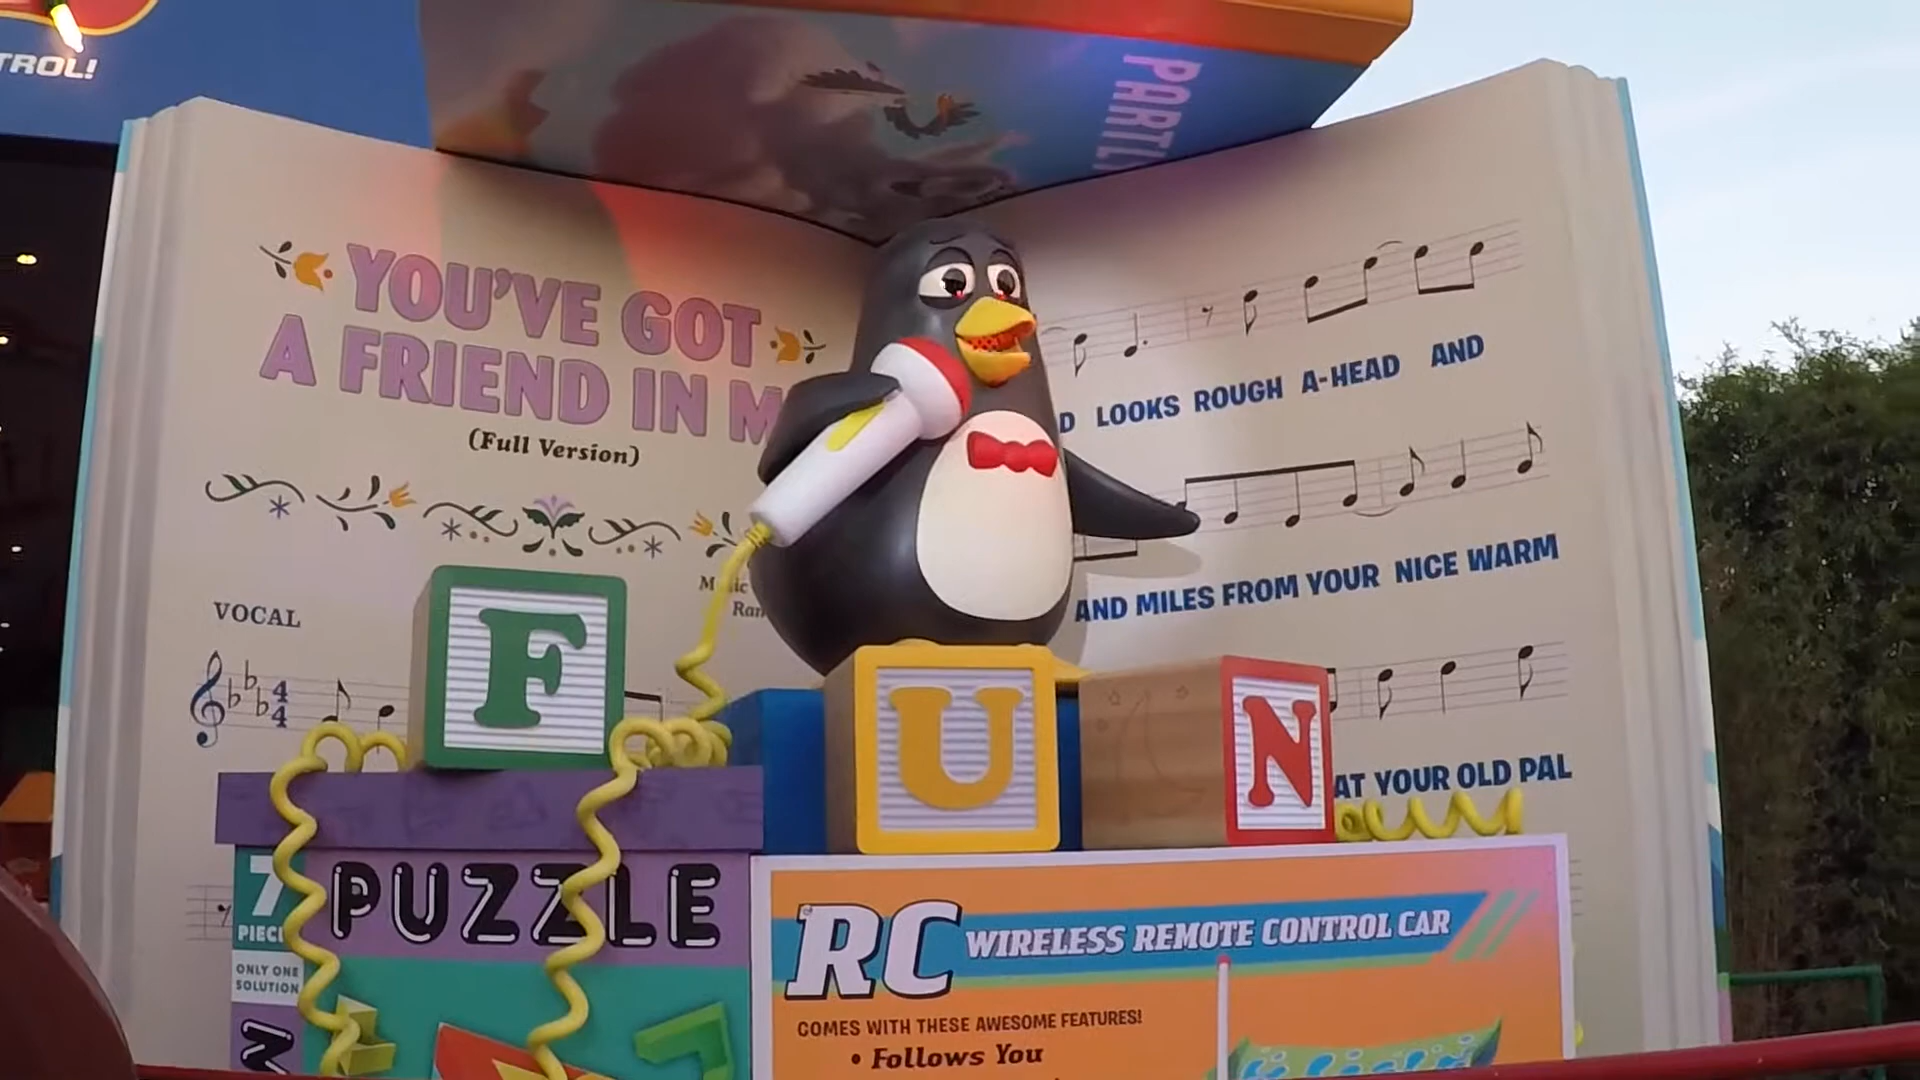 TROL!
YOU'VE GOT
A FRIEND IN M
(Full Version)
VOCAL
4
4
LOOKS ROUGH A-HEAD AND
AND MILES FROM YOUR NICE WARM
AT YOUR OLD PAL
F
U
N
7
PIEC
ONLY ONE
SOLUTION
PUZZLE
RC WIRELESS REMOTE CONTROL CAR
COMES WITH THESE AWESOME FEATURES!
• Follows You